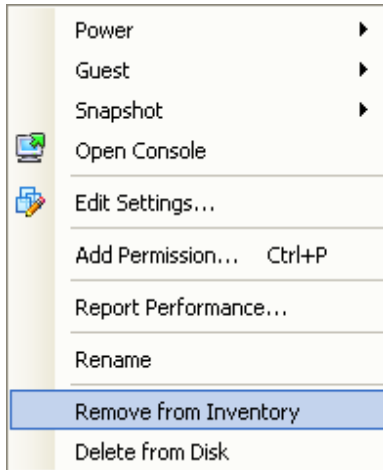 Power
Guest
Snapshot
Open Console
Edit Settings...
Add Permission... Ctrl+P
Report Performance...
Rename
Remove from Inventory
Delete from Disk